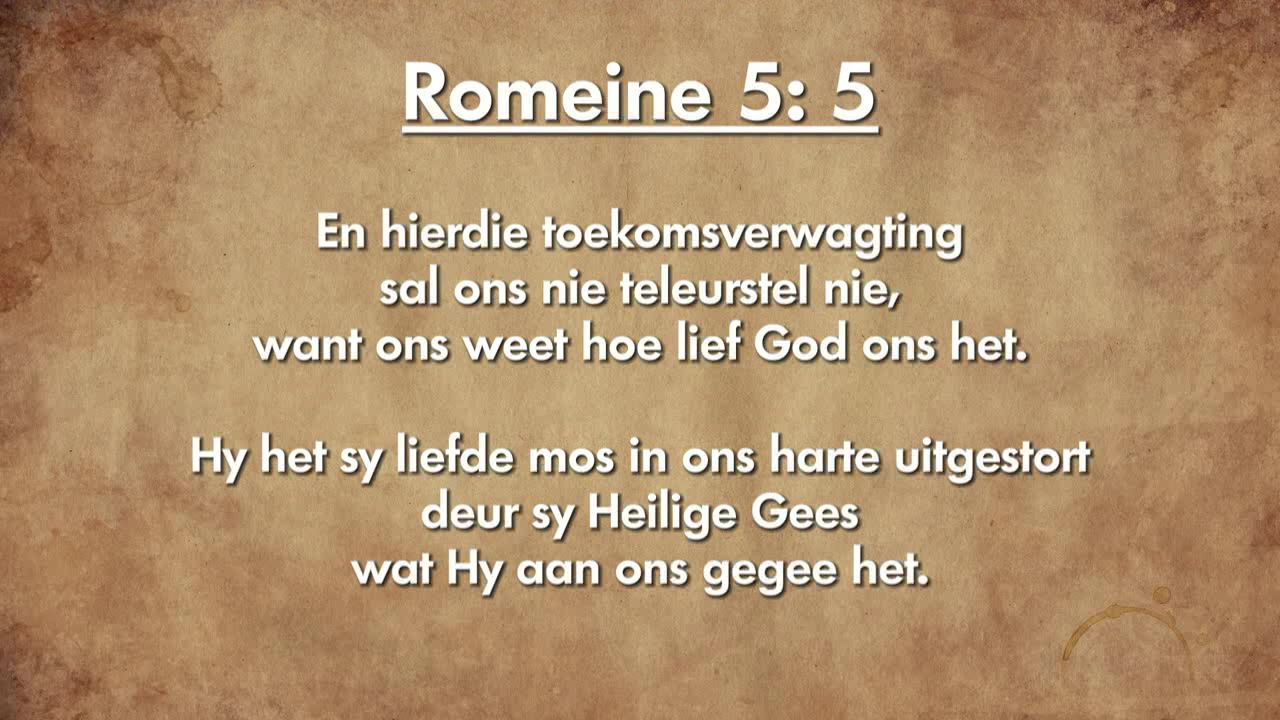 Romeine 5: 5
En hierdie toekomsverwagting
sal ons nie teleurstel nie,
want ons weet hoe lief God ons het.
Hy het sy liefde mos in ons harte uitgestort
deur sy Heilige Gees
wat Hy aan ons gegee het.